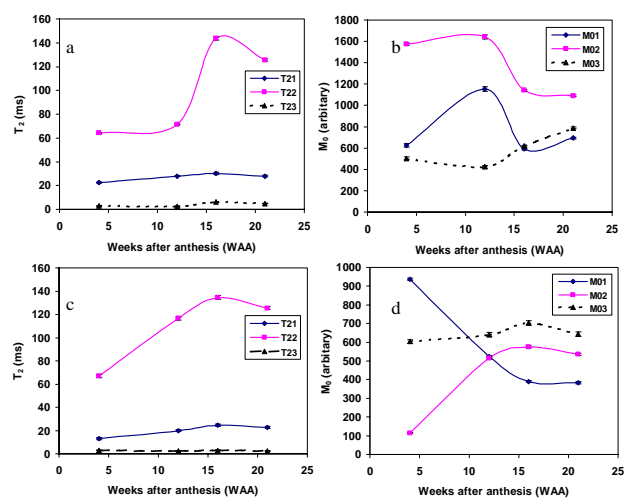 160
140
120
100
80
60
40
20
0
T2 (ms)
a
T21
T22
T23
0 5 10 15 20 25
Weeks after anthesis (WAA)
1800
1600
1400
1200
1000
800
600
400
200
0
M0 (arbitary)
b
M01
M02
M03
0 5 10 15 20 25
Weeks after anthesis (WAA)
160
140
120
100
80
60
40
20
0
T2 (ms)
c
T21
T22
T23
0 5 10 15 20 25
Weeks after anthesis (WAA)
1000
900
800
700
600
500
400
300
200
100
0
M0 (arbitary)
d
M01
M02
M03
0 5 10 15 20 25
Weeks after anthesis (WAA)